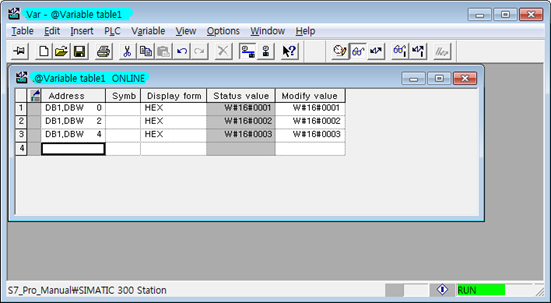 Var - @Variable table1
Table Edit Insert PLC Variable View Options Window Help
@Variable table1 ONLINE
Address Symb Display form Status value Modify value
1 DB1,DBW 0 HEX W#16#0001 W#16#0001
2 DB1,DBW 2 HEX W#16#0002 W#16#0002
3 DB1,DBW 4 HEX W#16#0003 W#16#0003
4
S7_Pro_Manual₩SIMATIC 300 Station RUN